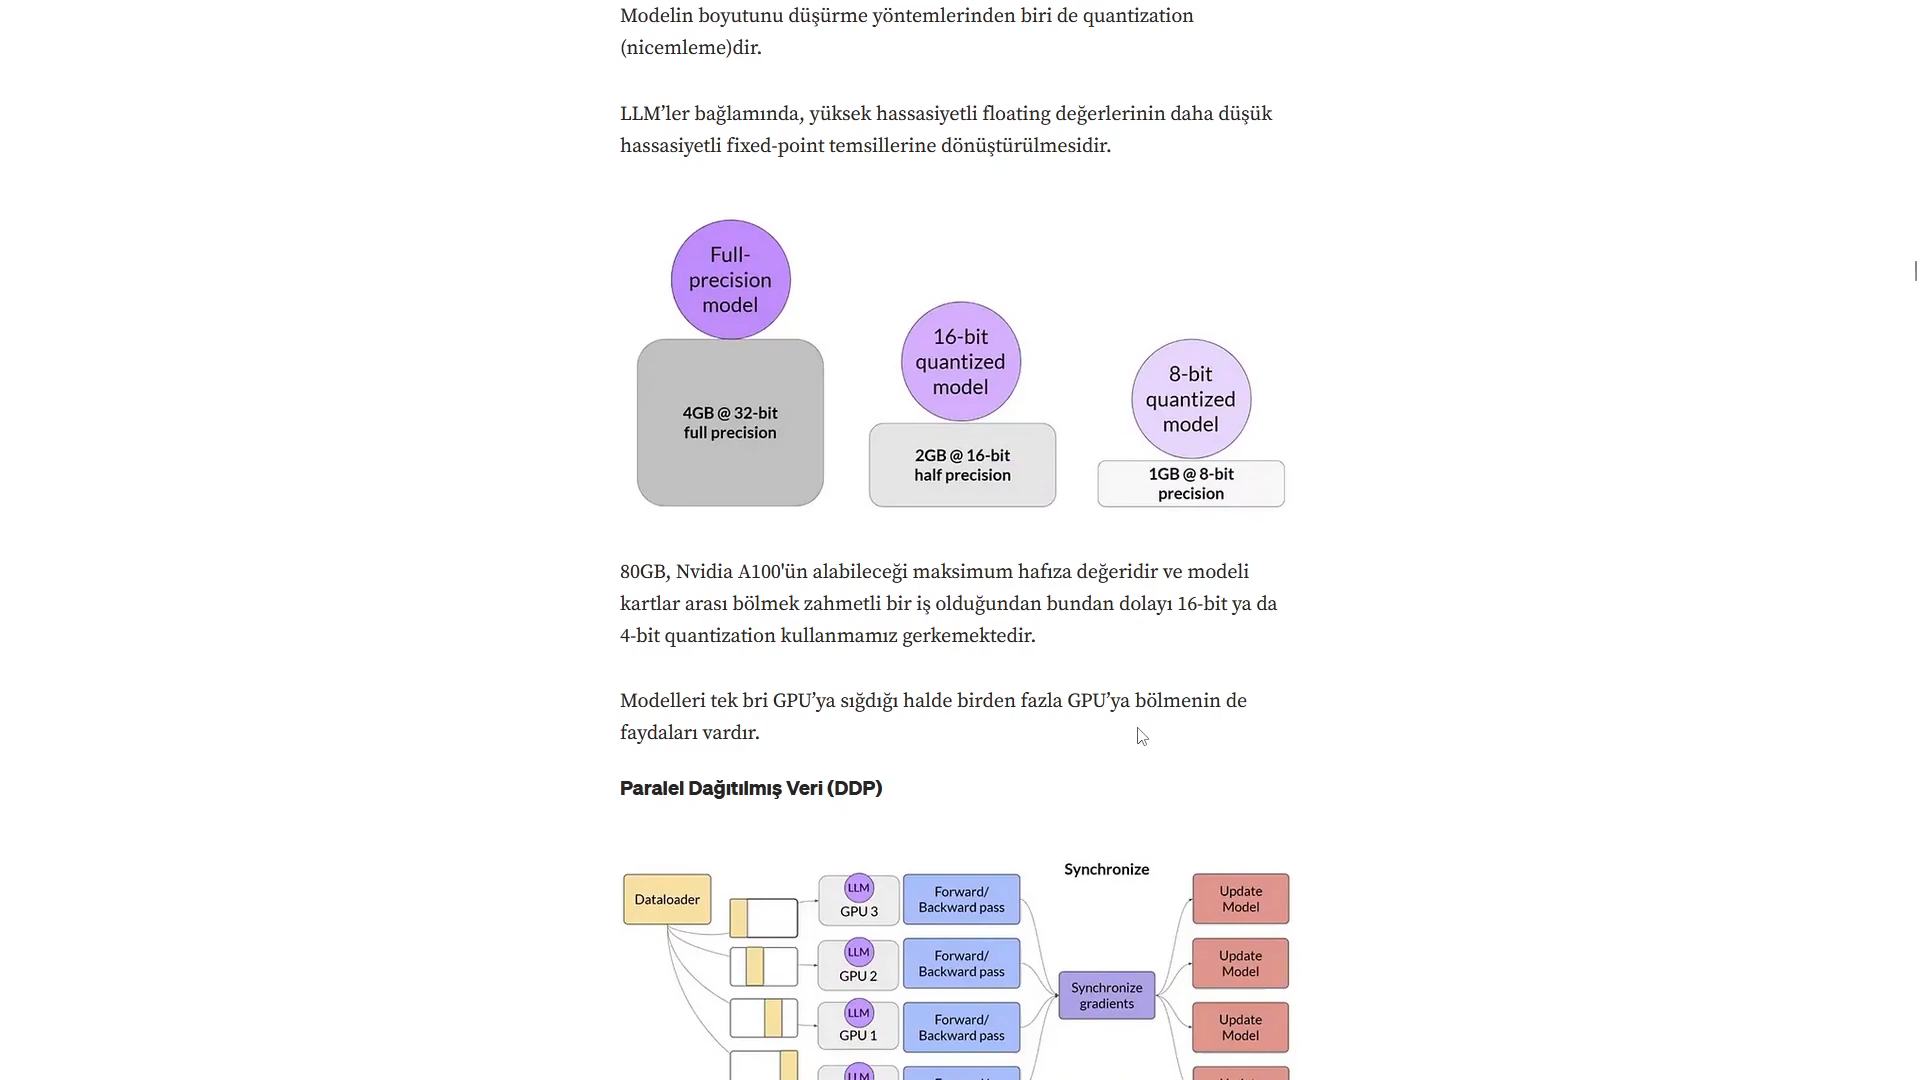 Modelin boyutunu düşürme yöntemlerinden biri de quantization
(nicemleme)dir.
LLM’ler bağlamında, yüksek hassasiyetli floating değerlerinin daha düşük
hassasiyetli fixed-point temsillerine dönüştürülmesidir.
Full-
precision
model
4GB @ 32-bit
full precision
16-bit
quantized
model
2GB @ 16-bit
half precision
8-bit
quantized
model
1GB @ 8-bit
precision
80GB, Nvidia A100'ün alabileceği maksimum hafıza değeridir ve modeli
kartlar arası bölmek zahmetli bir iş olduğundan bundan dolayı 16-bit ya da
4-bit quantization kullanmamız gerkemektedir.
Modelleri tek bri GPU’ya sığdığı halde birden fazla GPU’ya bölmenin de
faydaları vardır.
Paralel Dağıtılmış Veri (DDP)
Synchronize
Dataloader
LLM
GPU 3
Forward/
Backward pass
Update
Model
LLM
GPU 2
Forward/
Backward pass
Update
Model
Synchronize
gradients
LLM
GPU 1
Forward/
Backward pass
Update
Model
LLM